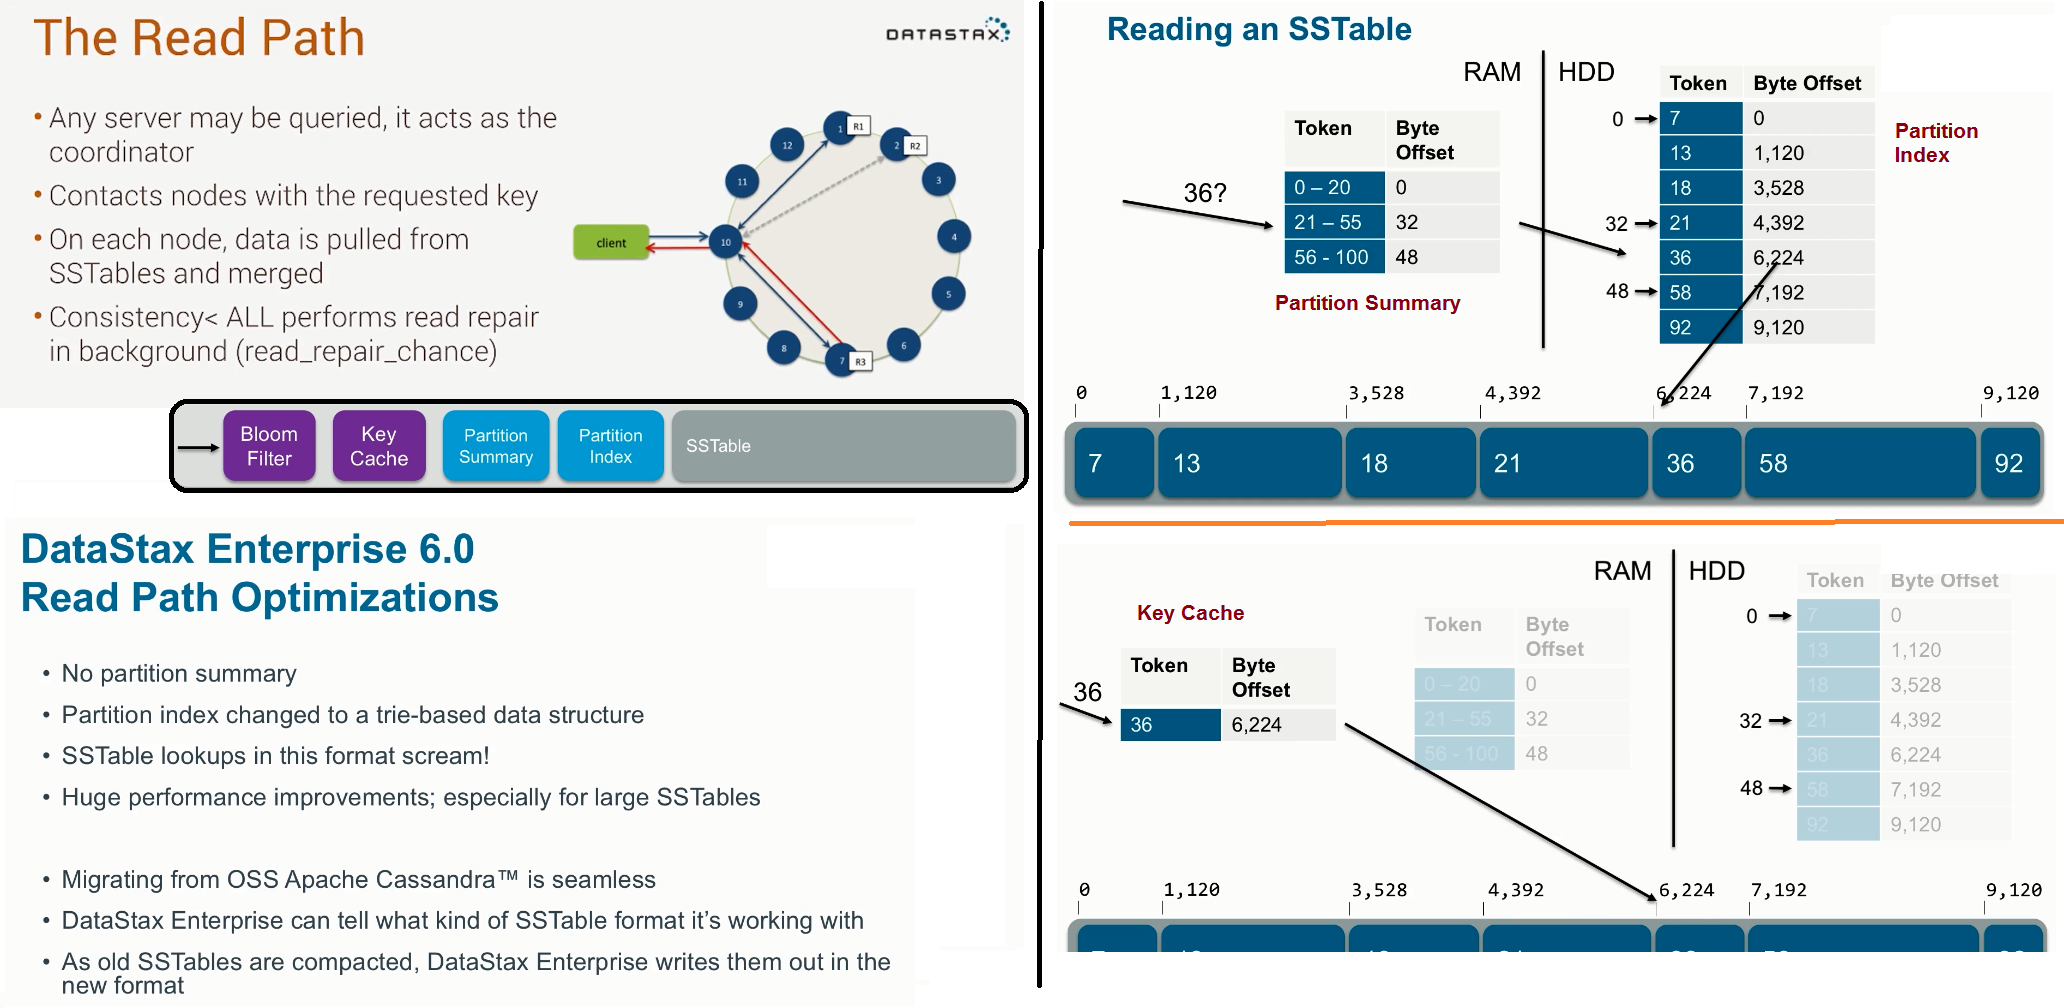 The Read Path
DATASTAX
• Any server may be queried, it acts as the
coordinator
• Contacts nodes with the requested key
• On each node, data is pulled from
SSTables and merged
• Consistency< ALL performs read repair
in background (read_repair_chance)
client
1
R1
2
R2
3
4
5
6
7
R3
8
9
10
11
12
Bloom
Filter
Key
Cache
Partition
Summary
Partition
Index
SSTable
DataStax Enterprise 6.0
Read Path Optimizations
• No partition summary
• Partition index changed to a trie-based data structure
• SSTable lookups in this format scream!
• Huge performance improvements; especially for large SSTables
• Migrating from OSS Apache Cassandra™ is seamless
• DataStax Enterprise can tell what kind of SSTable format it's working with
• As old SSTables are compacted, DataStax Enterprise writes them out in the
new format
Reading an SSTable
RAM
HDD
36?
Token Byte
Offset
0 – 20 0
21 – 55 32
56 - 100 48
Partition Summary
Token Byte Offset
0 7 0
13 1,120
18 3,528
32 21 4,392
36 6,224
48 58 7,192
92 9,120
Partition
Index
0 1,120 3,528 4,392 6,224 7,192 9,120
7 13 18 21 36 58 92
RAM
HDD
Key Cache
36
Token Byte
Offset
36 6,224
Token Byte
Offset
0 – 20 0
21 – 55 32
56 - 100 48
Token Byte Offset
0 7 0
13 1,120
18 3,528
32 21 4,392
36 6,224
48 58 7,192
92 9,120
0 1,120 3,528 4,392 6,224 7,192 9,120